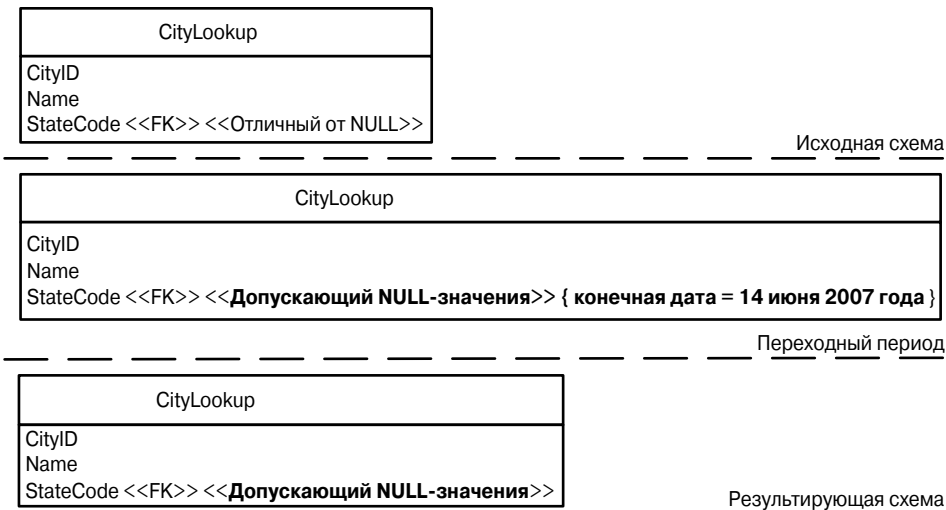 CityLookup
CityID
Name
StateCode <<FK>> <<Отличный от NULL>>
Исходная схема
CityLookup
CityID
Name
StateCode <<FK>> <<Допускающий NULL-значения>> { конечная дата = 14 июня 2007 года }
Переходный период
CityLookup
CityID
Name
StateCode <<FK>> <<Допускающий NULL-значения>>
Результирующая схема